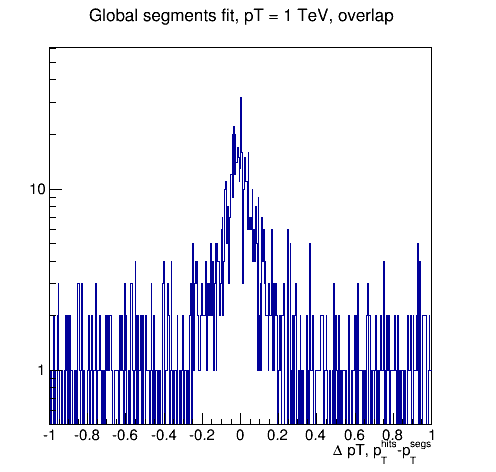 Global segments fit, pT = 1 TeV, overlap
10
1
-1 -0.8 -0.6 -0.4 -0.2 0 0.2 0.4 0.6 0.8 1
Δ pT, p_T^hits-p_T^segs